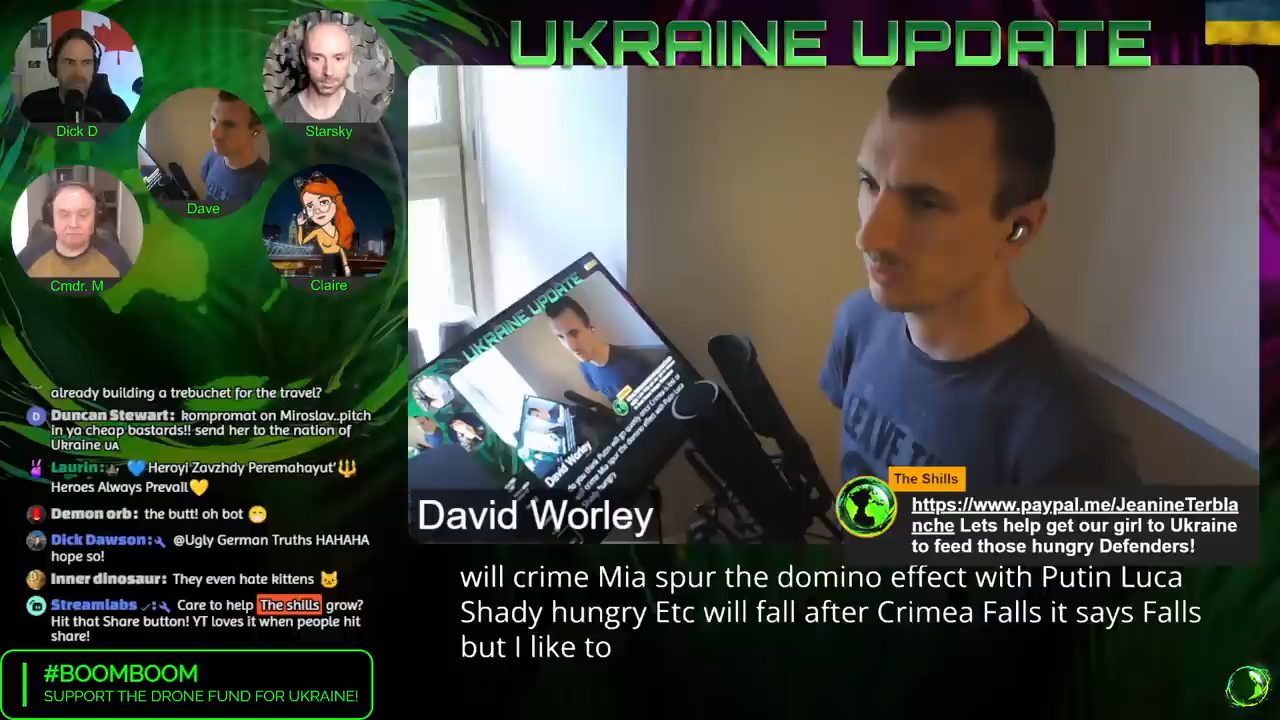 UKRAINE UPDATE
Dick D
Starsky
Dave
Cmdr. M
Claire
already building a trebuchet for the travel?
D
Duncan Stewart: kompromat on Miroslav..pitch
in ya cheap bastards!! send her to the nation of
Ukraine UA
Laurin: Heroyi Zavzhdy Peremahayut'
Heroes Always Prevall
Demon orb: the butt! oh bot
Dick Dawson: @Ugly German Truths HAHAHA
hope so!
Inner dinosaur: They even hate kittens
Streamlabs : Care to help The shills grow?
Hit that Share button! YT loves it when people hit
share!
#BOOMBOOM
SUPPORT THE DRONE FUND FOR UKRAINE!
UKRAINE UPDATE
David Worley
LEAVE
David Worley
The Shills
https://www.paypal.me/JeanineTerbla
nche Lets help get our girl to Ukraine
to feed those hungry Defenders!
will crime Mia spur the domino effect with Putin Luca
Shady hungry Etc will fall after Crimea Falls it says Falls
but I like to